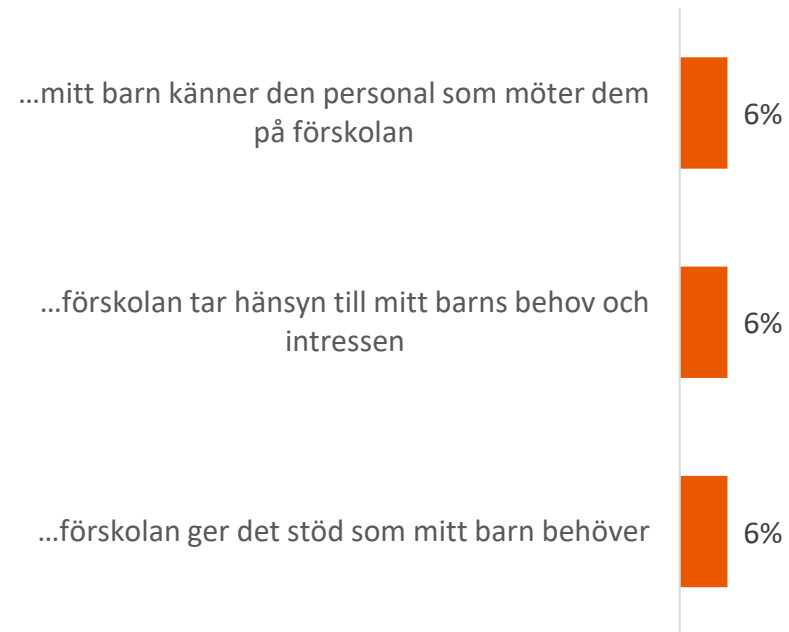 ...mitt barn känner den personal som möter dem
på förskolan
6%
...förskolan tar hänsyn till mitt barns behov och
intressen
6%
...förskolan ger det stöd som mitt barn behöver
6%